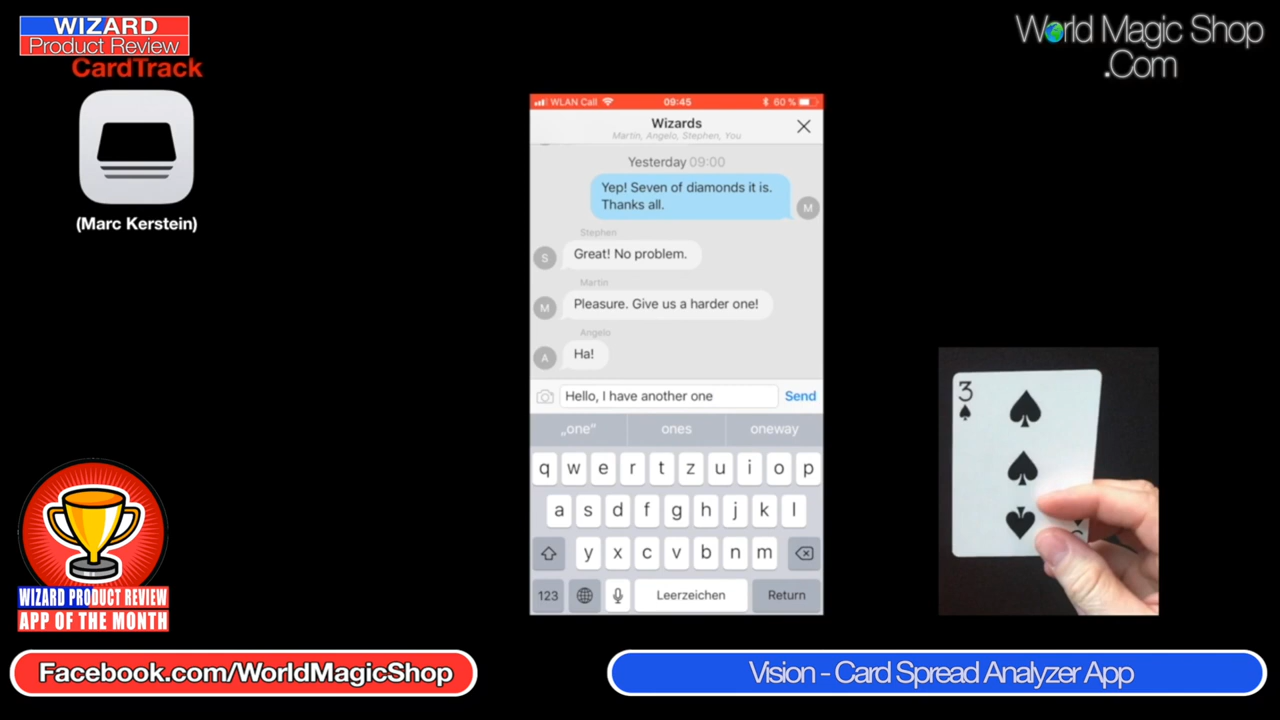 WIZARD
Product Review
CardTrack
(Marc Kerstein)
World Magic Shop
.Com
WLAN Call 09:45 60 %
Wizards
Martin, Angelo, Stephen, You
Yesterday 09:00
Yep! Seven of diamonds it is.
Thanks all.
M
Stephen
S Great! No problem.
Martin
M Pleasure. Give us a harder one!
Angelo
A Ha!
Hello, I have another one Send
„one“ ones oneway
q w e r t z u i o p
a s d f g h j k l
y x c v b n m
123 Leerzeichen Return
3
WIZARD PRODUCT REVIEW
APP OF THE MONTH
Facebook.com/WorldMagicShop
Vision - Card Spread Analyzer App